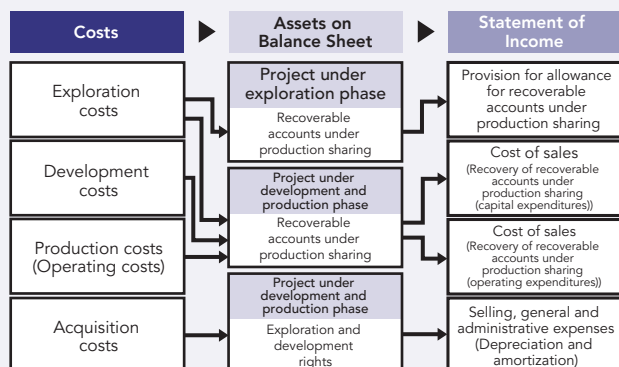 Costs
Assets on
Balance Sheet
Statement of
Income
Exploration
costs
Development
costs
Production costs
(Operating costs)
Acquisition
costs
Project under
exploration phase
Recoverable
accounts under
production sharing
Project under
development and
production phase
Recoverable
accounts under
production sharing
Project under
development and
production phase
Exploration and
development
rights
Provision for allowance
for recoverable
accounts under
production sharing
Cost of sales
(Recovery of recoverable
accounts under
production sharing
(capital expenditures))
Cost of sales
(Recovery of recoverable
accounts under
production sharing
(operating expenditures))
Selling, general and
administrative expenses
(Depreciation and
amortization)